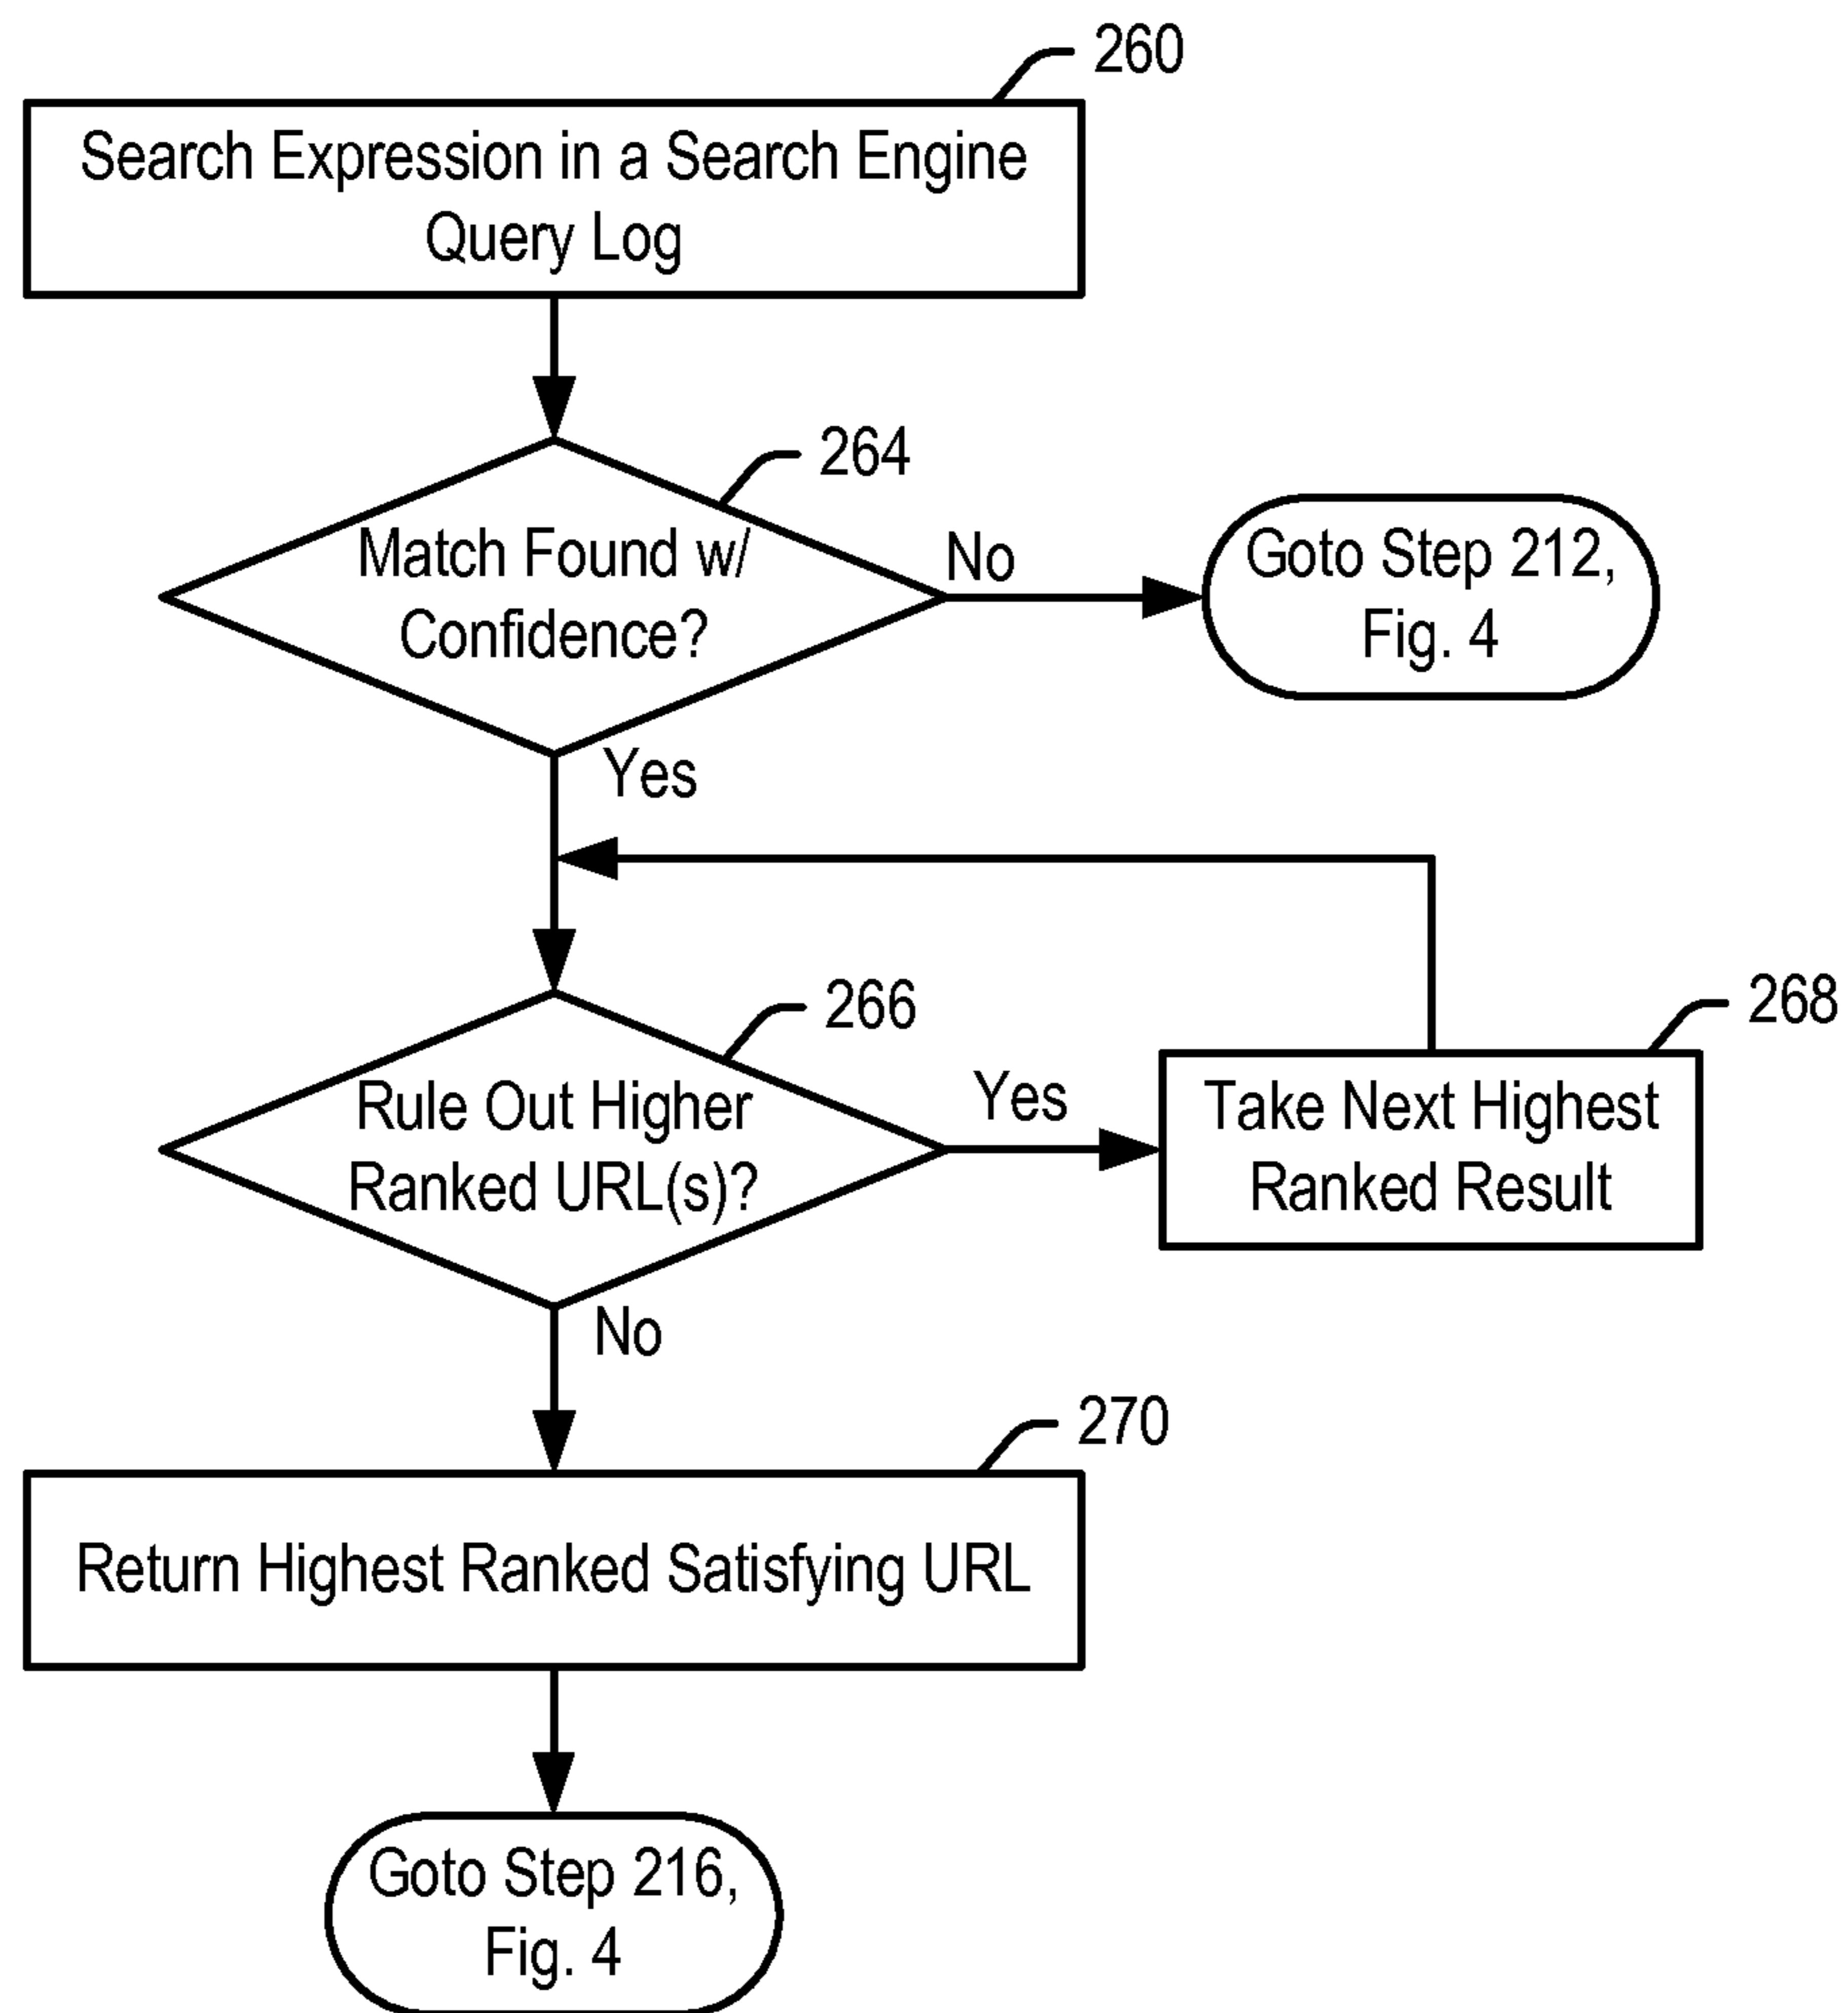 260
Search Expression in a Search Engine
Query Log
264
Match Found w/
Confidence?
No
Goto Step 212,
Fig. 4
Yes
266
Rule Out Higher
Ranked URL(s)?
Yes
268
Take Next Highest
Ranked Result
No
270
Return Highest Ranked Satisfying URL
Goto Step 216,
Fig. 4